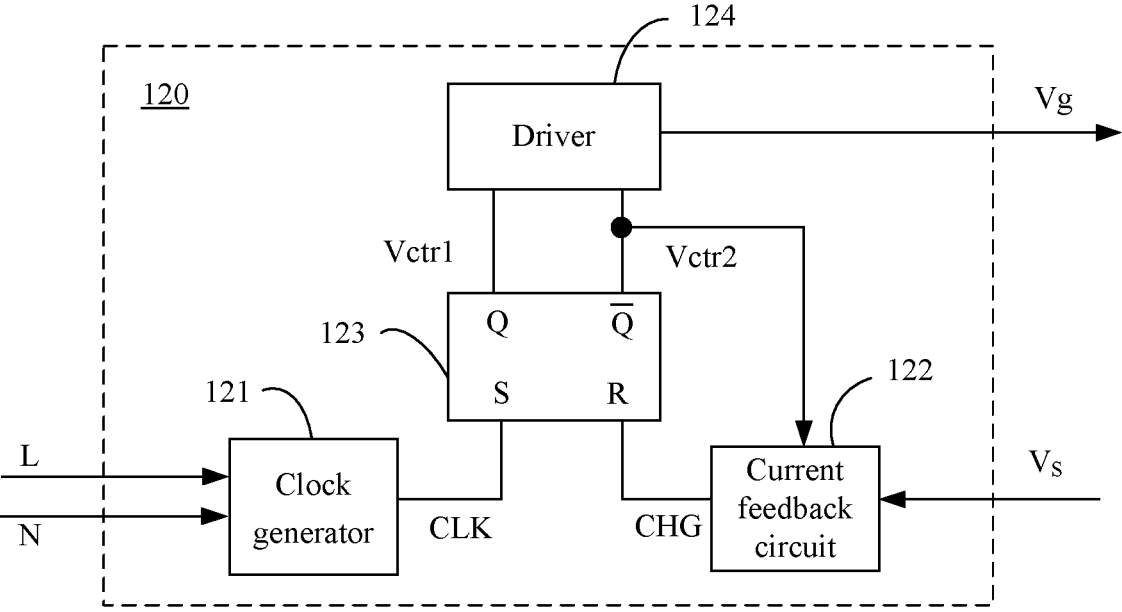 124
120
Vg
Driver
Vctr1
Vctr2
Q
Q̅
123
S
R
121
122
L
Clock
generator
Current
feedback
circuit
VS
N
CLK
CHG